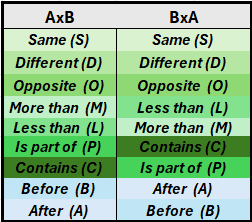 AxB BxA
Same (S) Same (S)
Different (D) Different (D)
Opposite (O) Opposite (O)
More than (M) Less than (L)
Less than (L) More than (M)
Is part of (P) Contains (C)
Contains (C) Is part of (P)
Before (B) After (A)
After (A) Before (B)